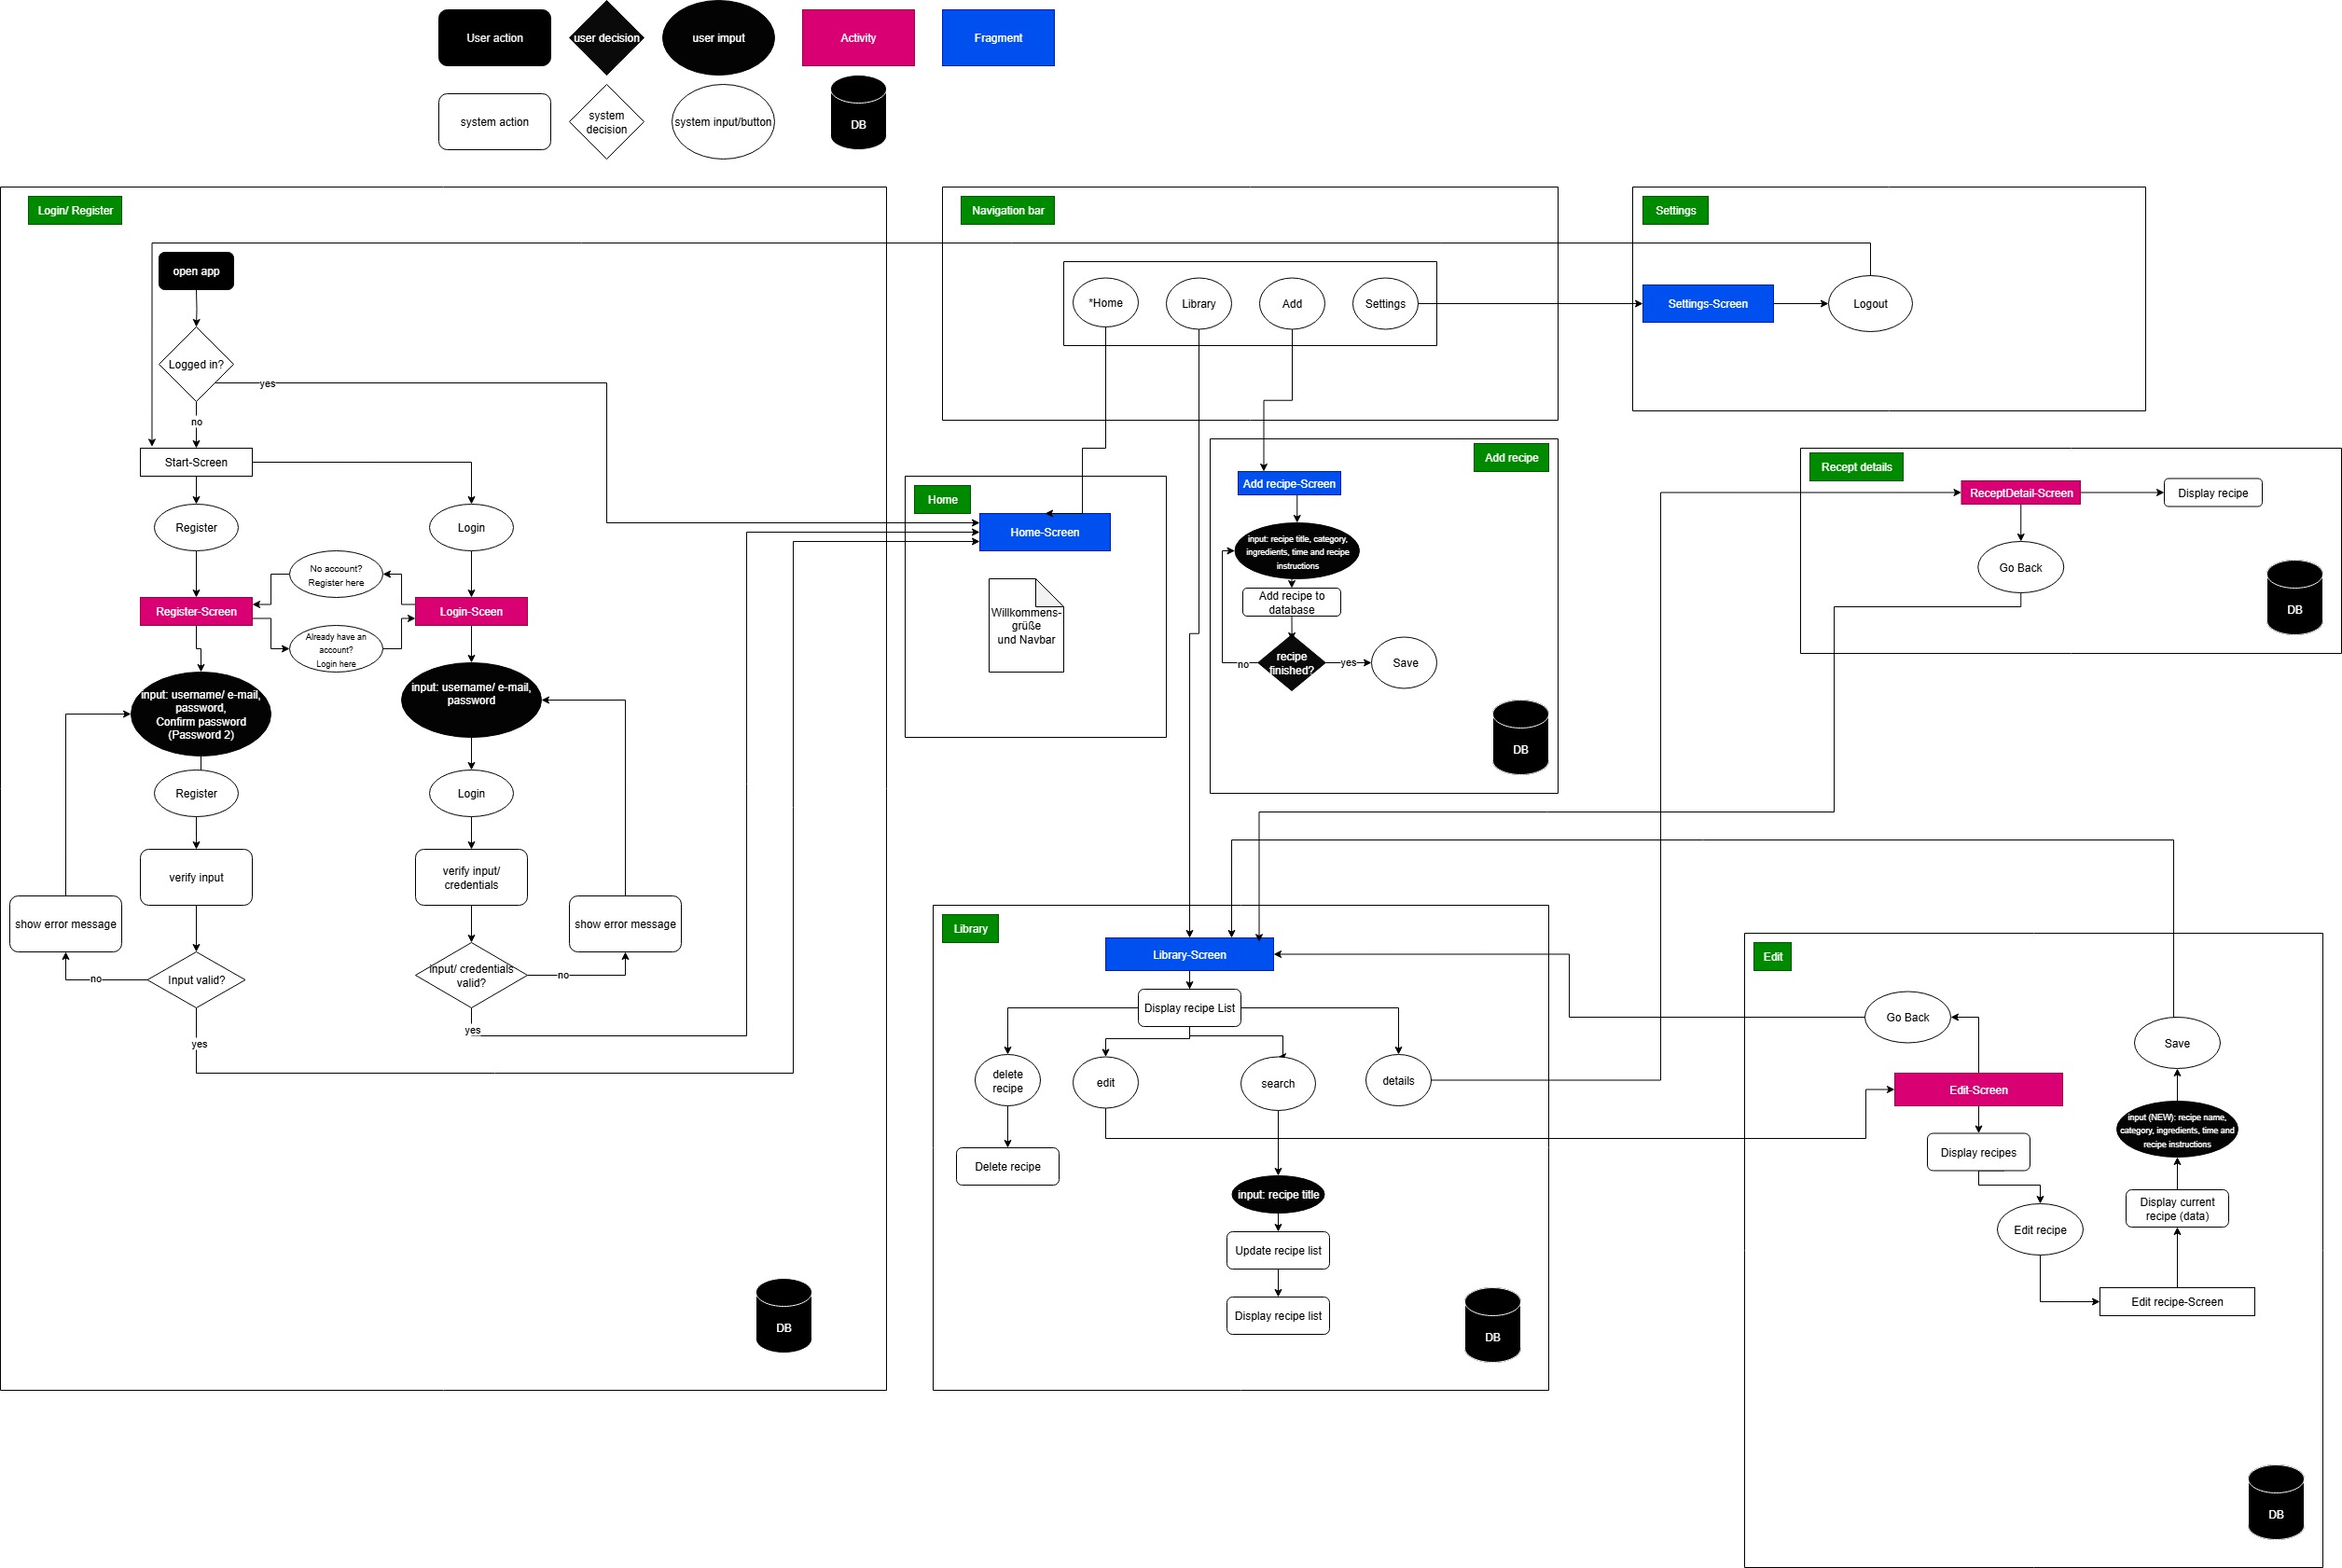 User action
user decision
user imput
Activity
Fragment
system action
system
decision
system input/button
DB
Login/ Register
open app
Logged in?
yes
no
Start-Screen
Register
Login
No account?
Register here
Register-Screen
Login-Sceen
Already have an
account?
Login here
input: username/ e-mail,
password,
Confirm password
(Password 2)
input: username/ e-mail,
password
Register
Login
verify input
verify input/
credentials
show error message
show error message
Input valid?
no
Input/ credentials
valid?
no
yes
yes
DB
Navigation bar
*Home
Library
Add
Settings
Settings
Settings-Screen
Logout
Home
Home-Screen
Willkommens-
grüße
und Navbar
Add recipe
Add recipe-Screen
input: recipe title, category,
ingredients, time and recipe
instructions
Add recipe to
database
recipe
finished?
no
yes
Save
DB
Recept details
ReceptDetail-Screen
Display recipe
Go Back
DB
Library
Library-Screen
Display recipe List
delete
recipe
edit
search
details
Delete recipe
input: recipe title
Update recipe list
Display recipe list
DB
Edit
Go Back
Save
Edit-Screen
input (NEW): recipe name,
category, ingredients, time and
recipe instructions
Display recipes
Display current
recipe (data)
Edit recipe
Edit recipe-Screen
DB